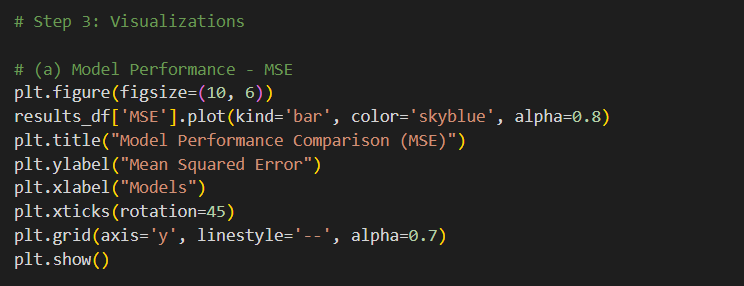 # Step 3: Visualizations
# (a) Model Performance - MSE
plt.figure(figsize=(10, 6))
results_df['MSE'].plot(kind='bar', color='skyblue', alpha=0.8)
plt.title("Model Performance Comparison (MSE)")
plt.ylabel("Mean Squared Error")
plt.xlabel("Models")
plt.xticks(rotation=45)
plt.grid(axis='y', linestyle='--', alpha=0.7)
plt.show()